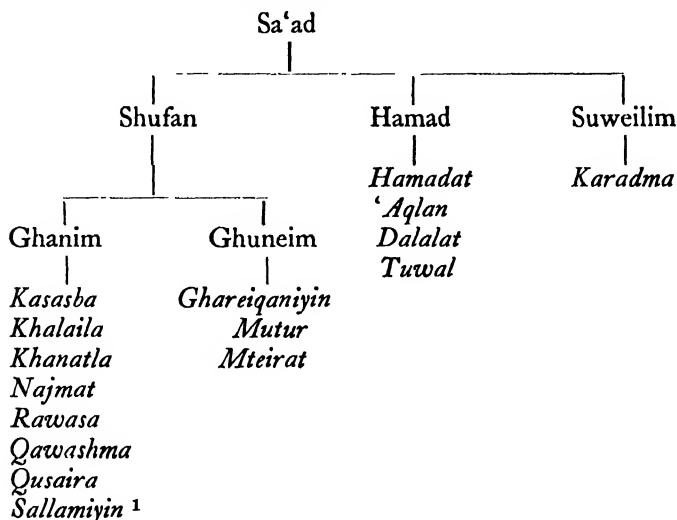 Sa‘ad
Shufan Hamad Suweilim
Hamadat Karadma
‘Aqlan
Ghanim Ghuneim Dalalat
Tuwal
Kasasba Ghareiqaniyin
Khalaila Mutur
Khanatla Mteirat
Najmat
Rawasa
Qawashma
Qusaira
Sallamiyin 1